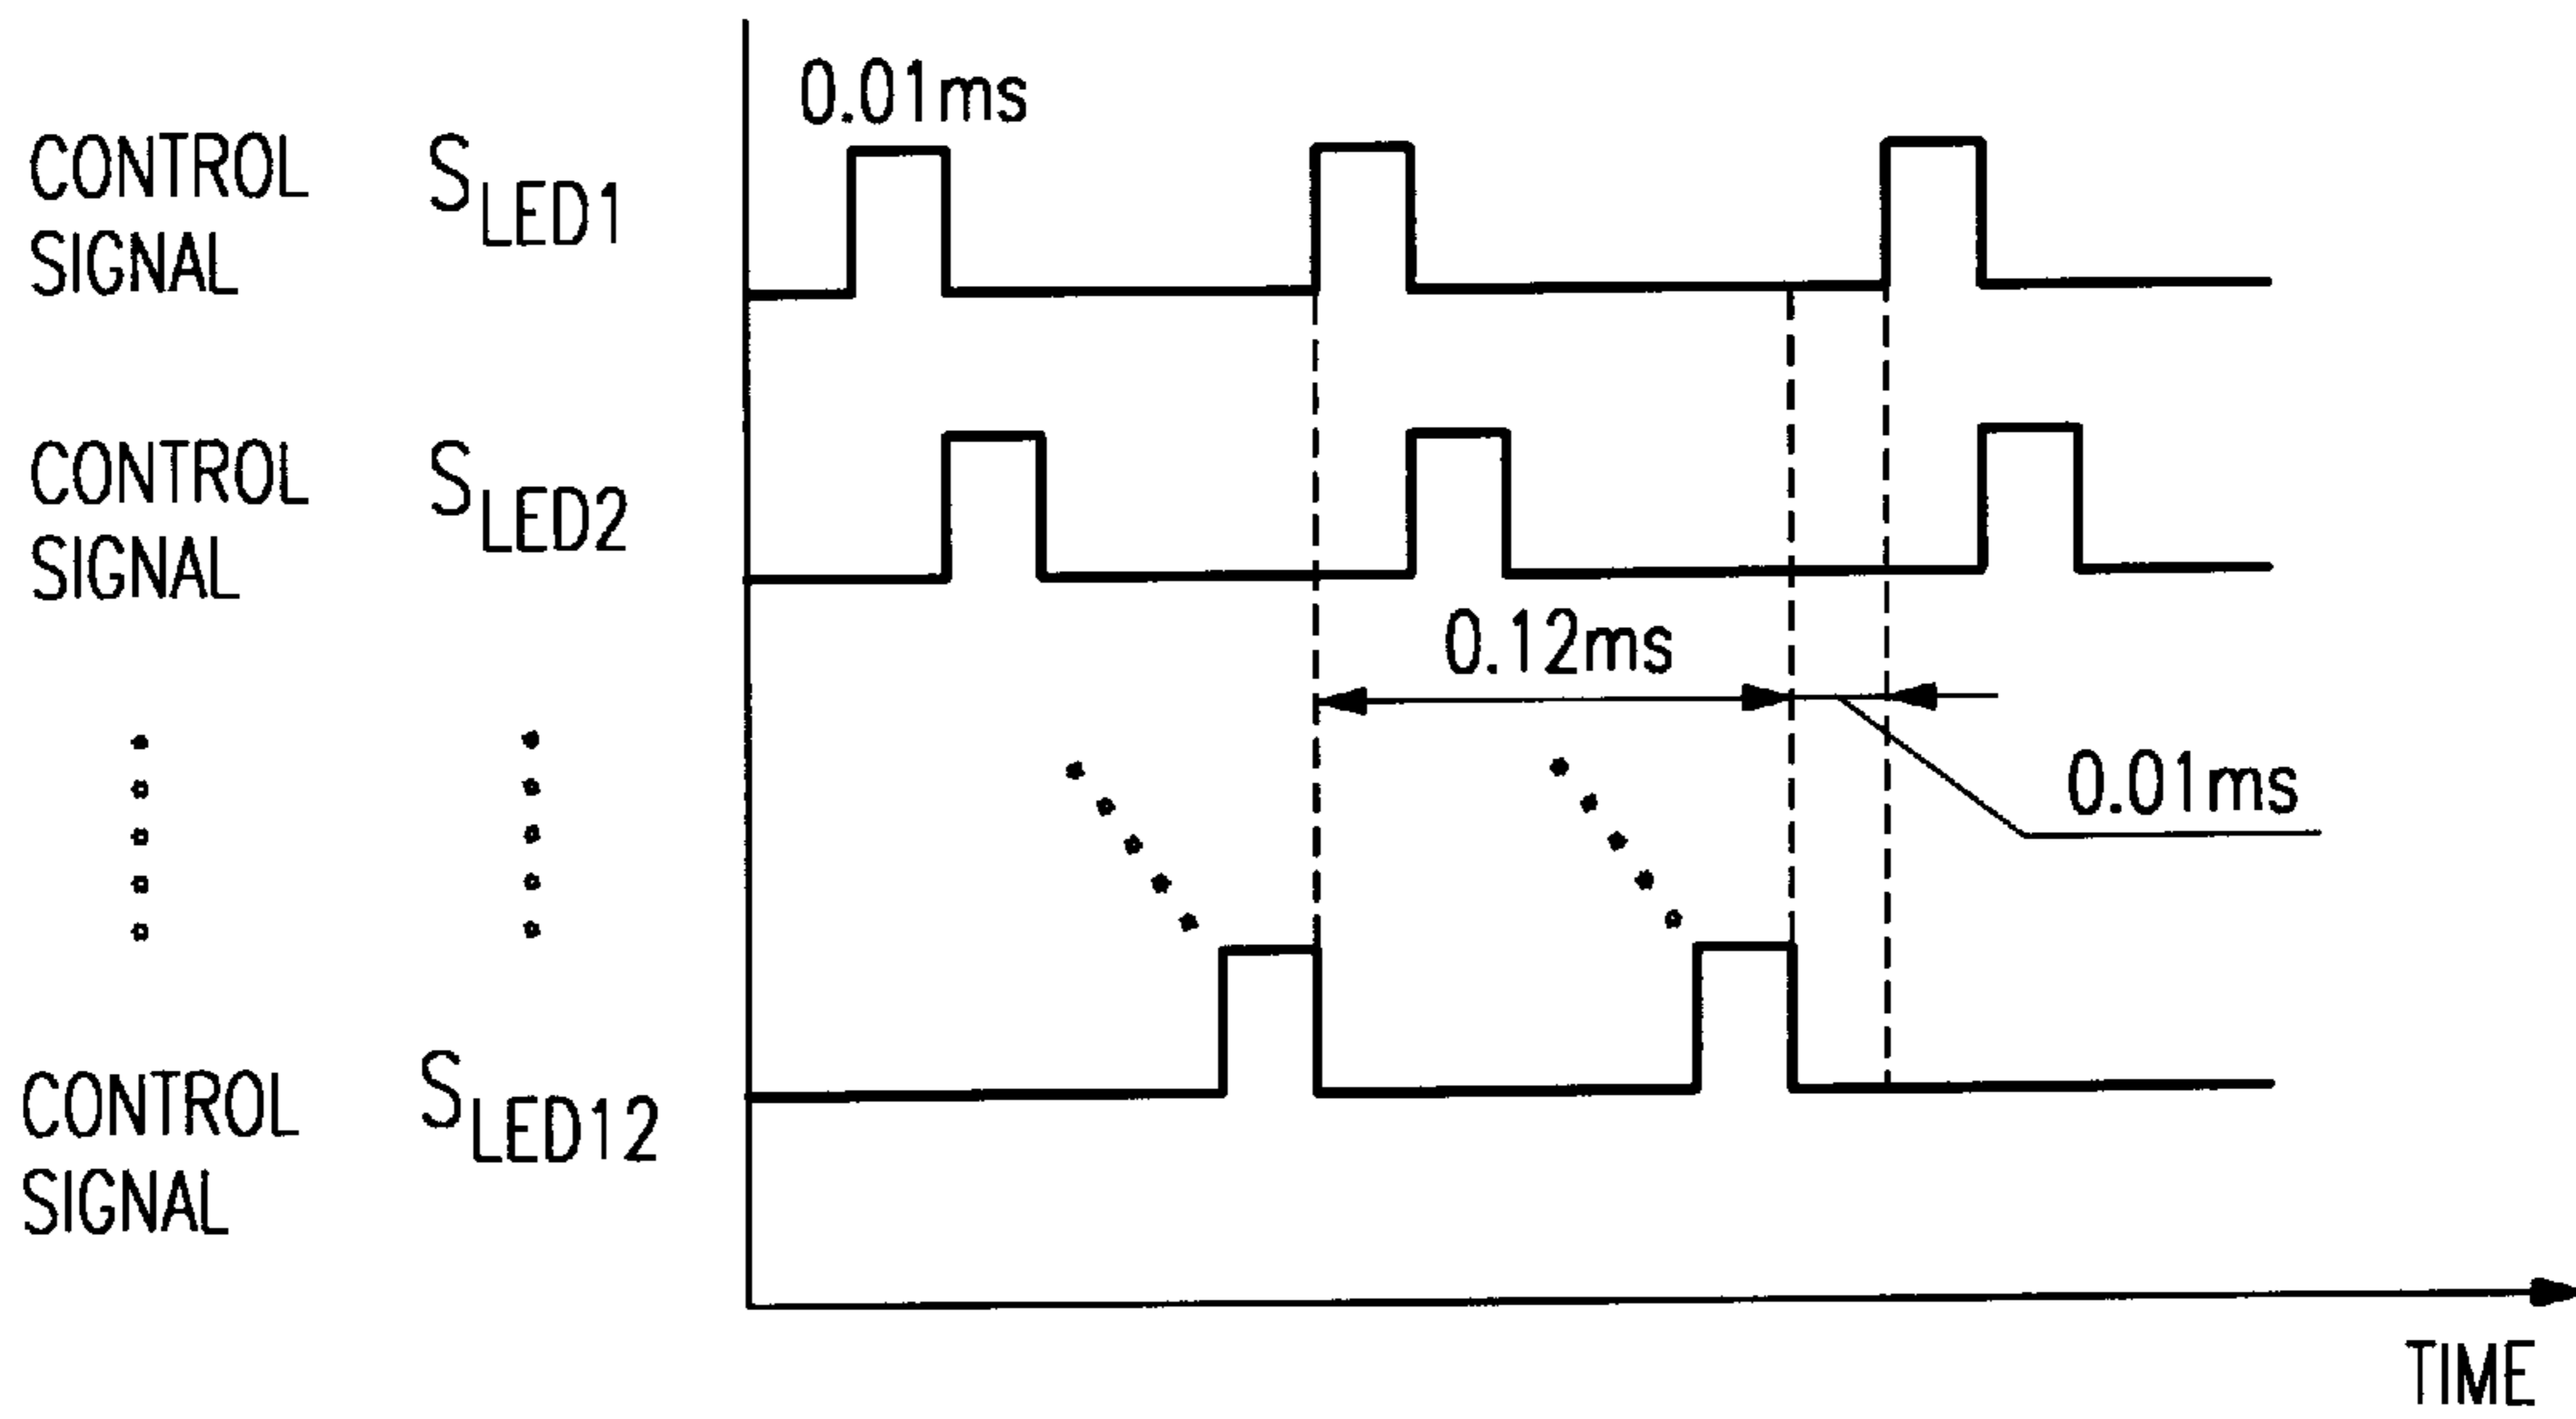 0.01ms
CONTROL SIGNAL SLED1
CONTROL SIGNAL SLED2
0.12ms
0.01ms
CONTROL SIGNAL SLED12
TIME